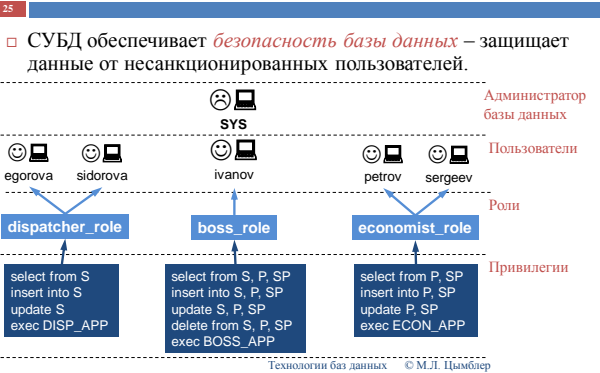 25
СУБД обеспечивает безопасность базы данных – защищает
данные от несанкционированных пользователей.
Администратор
базы данных
SYS
Пользователи
egorova sidorova ivanov petrov sergeev
Роли
dispatcher_role boss_role economist_role
Привилегии
select from S
insert into S
update S
exec DISP_APP
select from S, P, SP
insert into S, P, SP
update S, P, SP
delete from S, P, SP
exec BOSS_APP
select from P, SP
insert into P, SP
update P, SP
exec ECON_APP
Технологии баз данных © М.Л. Цымблер